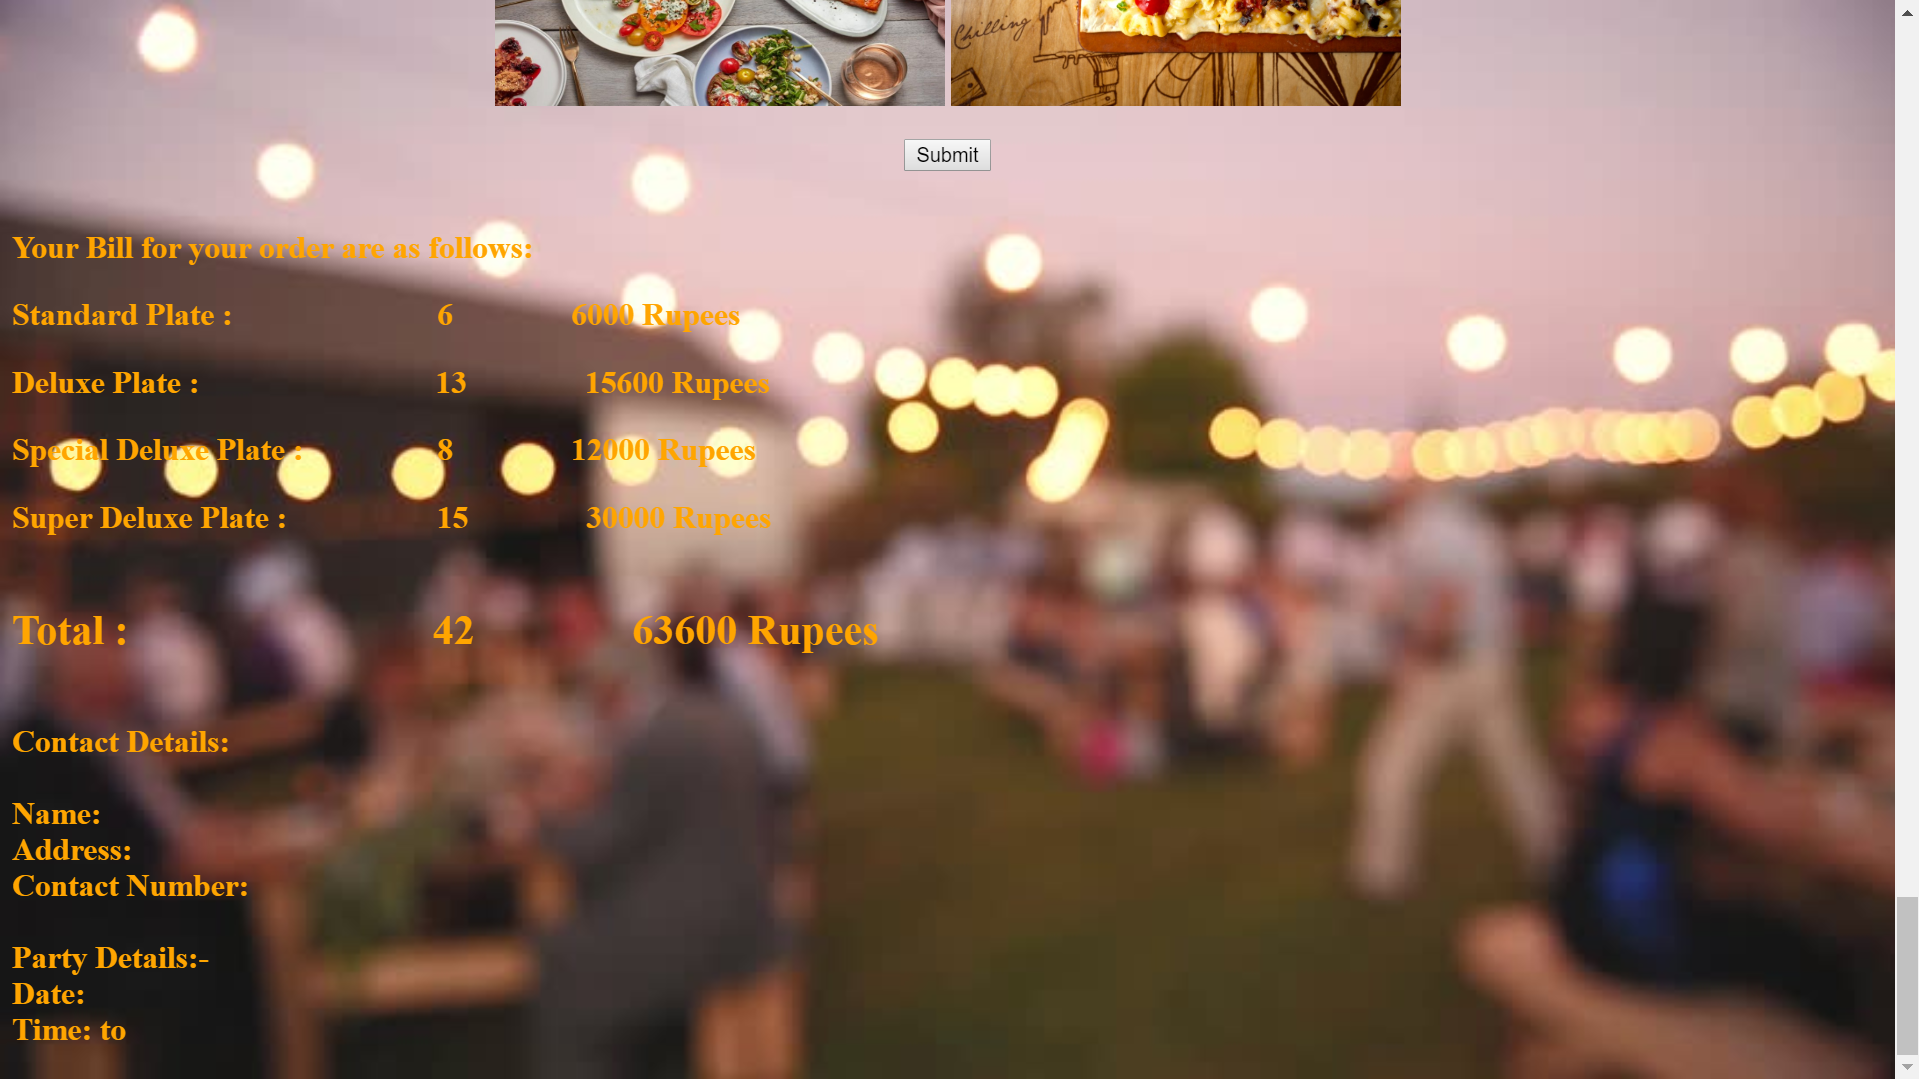 Chilling
Submit
Your Bill for your order are as follows:
Standard Plate : 6 6000 Rupees
Deluxe Plate : 13 15600 Rupees
Special Deluxe Plate : 8 12000 Rupees
Super Deluxe Plate : 15 30000 Rupees
Total : 42 63600 Rupees
Contact Details:
Name:
Address:
Contact Number:
Party Details:-
Date:
Time: to